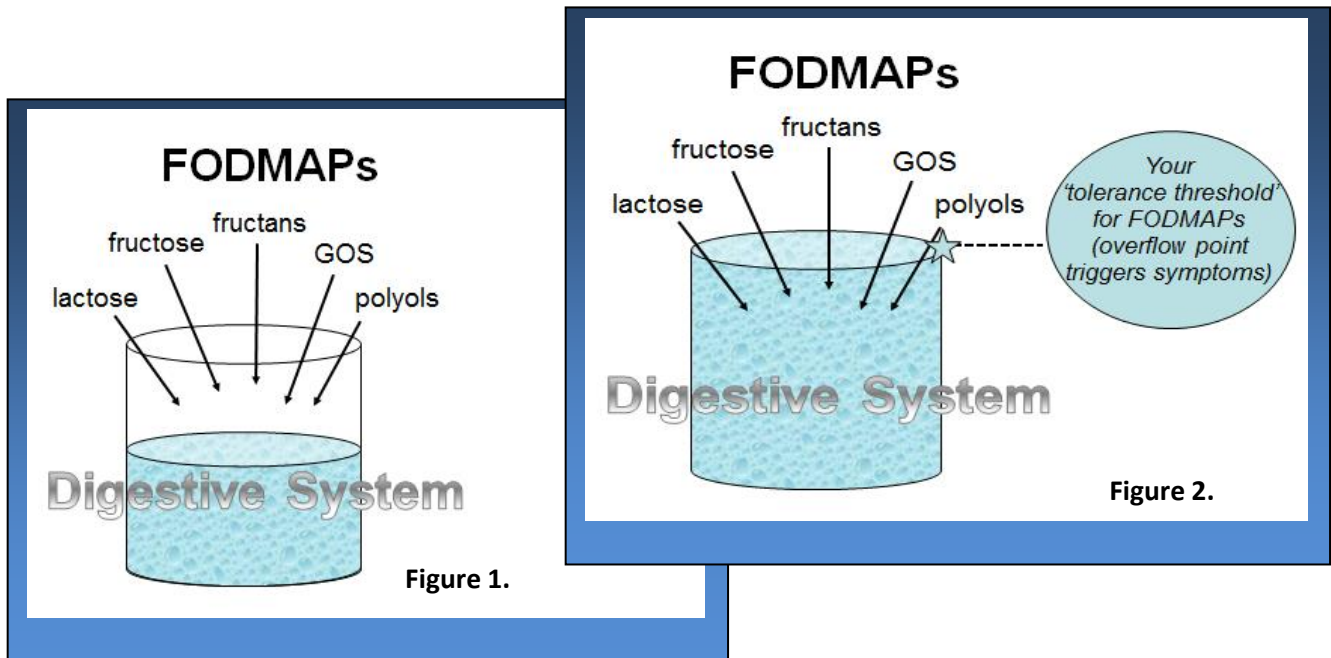 FODMAPs
fructans
fructose
GOS
lactose
polyols
Digestive System
Figure 1.
FODMAPs
fructans
fructose
GOS
lactose
polyols
Your
'tolerance threshold'
for FODMAPs
(overflow point
triggers symptoms)
Digestive System
Figure 2.